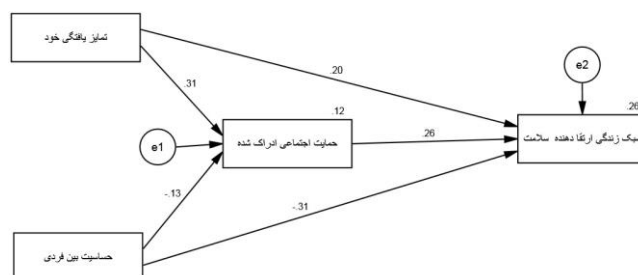 تمایز یافتگی خود
.20
e2
.31
.12
.26
e1
حمایت اجتماعی ادراک شده
.26
سبک زندگی ارتقا دهنده سلامت
-.13
-.31
حساسیت بین فردی